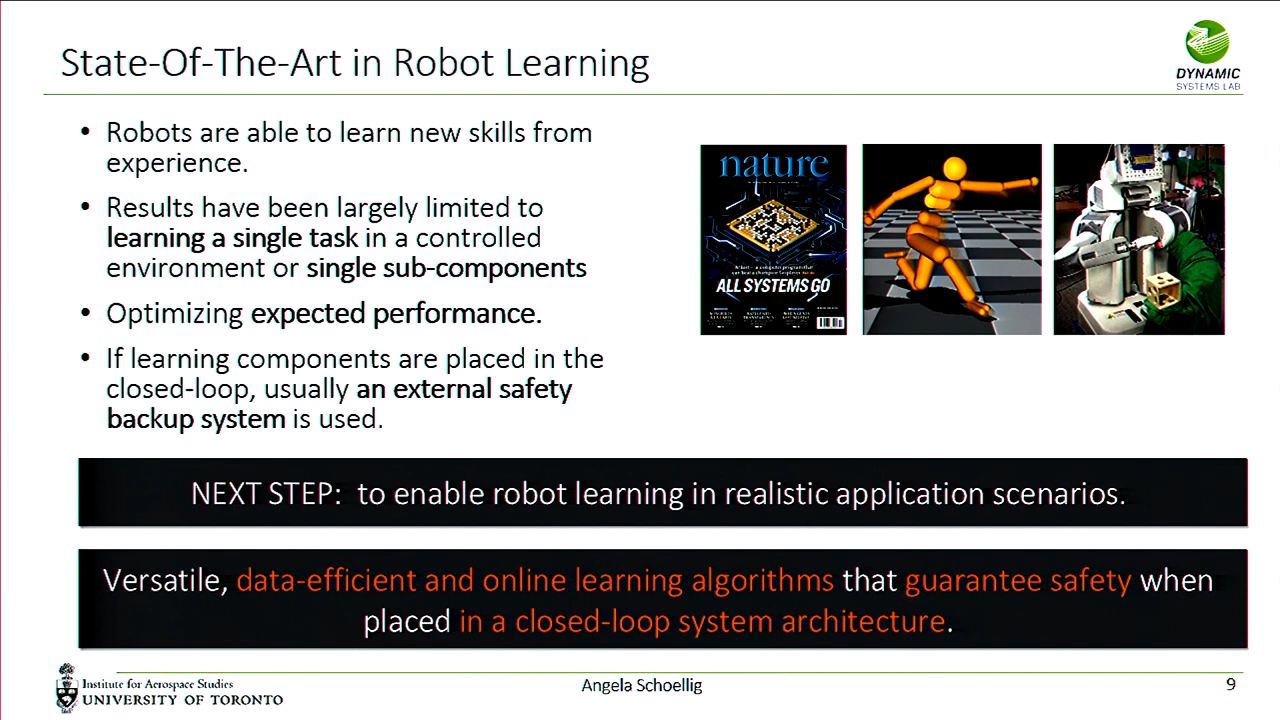 State-Of-The-Art in Robot Learning
DYNAMIC
SYSTEMS LAB
• Robots are able to learn new skills from
experience.
• Results have been largely limited to
learning a single task in a controlled
environment or single sub-components
• Optimizing expected performance.
• If learning components are placed in the
closed-loop, usually an external safety
backup system is used.
nature
ALL SYSTEMS GO
NEXT STEP: to enable robot learning in realistic application scenarios.
Versatile, data-efficient and online learning algorithms that guarantee safety when
placed in a closed-loop system architecture.
Institute for Aerospace Studies
UNIVERSITY OF TORONTO
Angela Schoellig
9